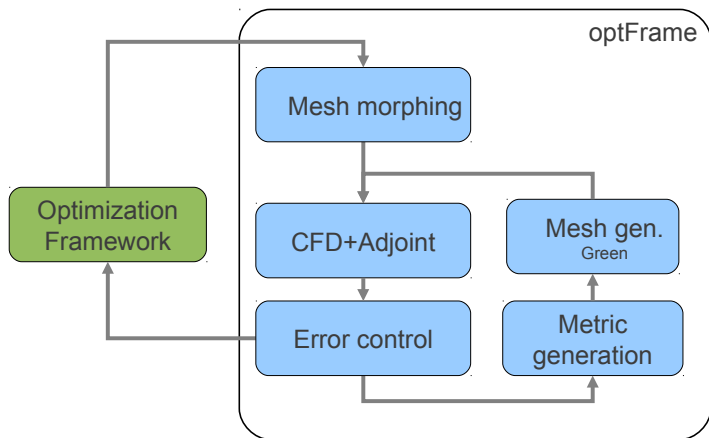 optFrame
Mesh morphing
Optimization
Framework
CFD+Adjoint
Mesh gen.
Green
Error control
Metric
generation